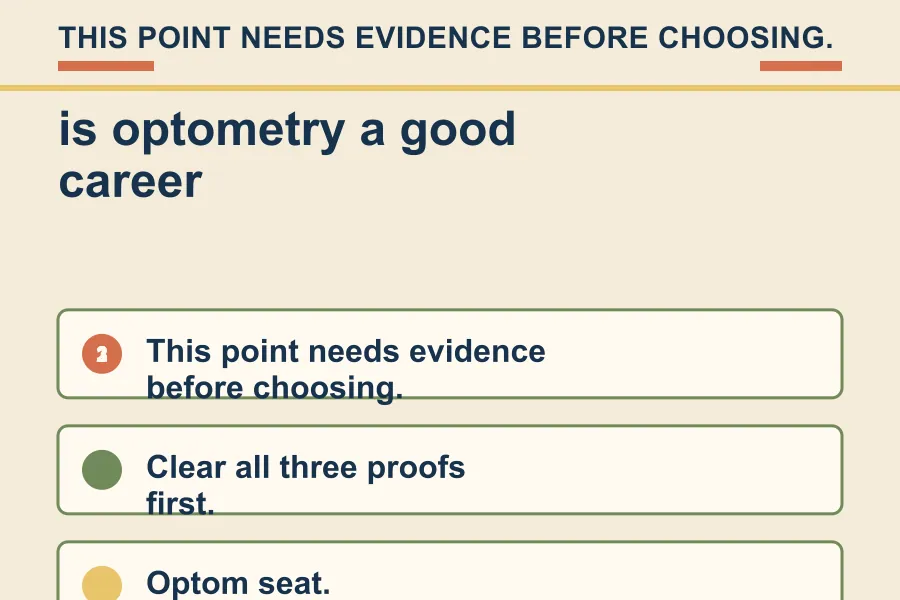 THIS POINT NEEDS EVIDENCE BEFORE CHOOSING.
is optometry a good
career
This point needs evidence
before choosing.
Clear all three proofs
first.
Optom seat.